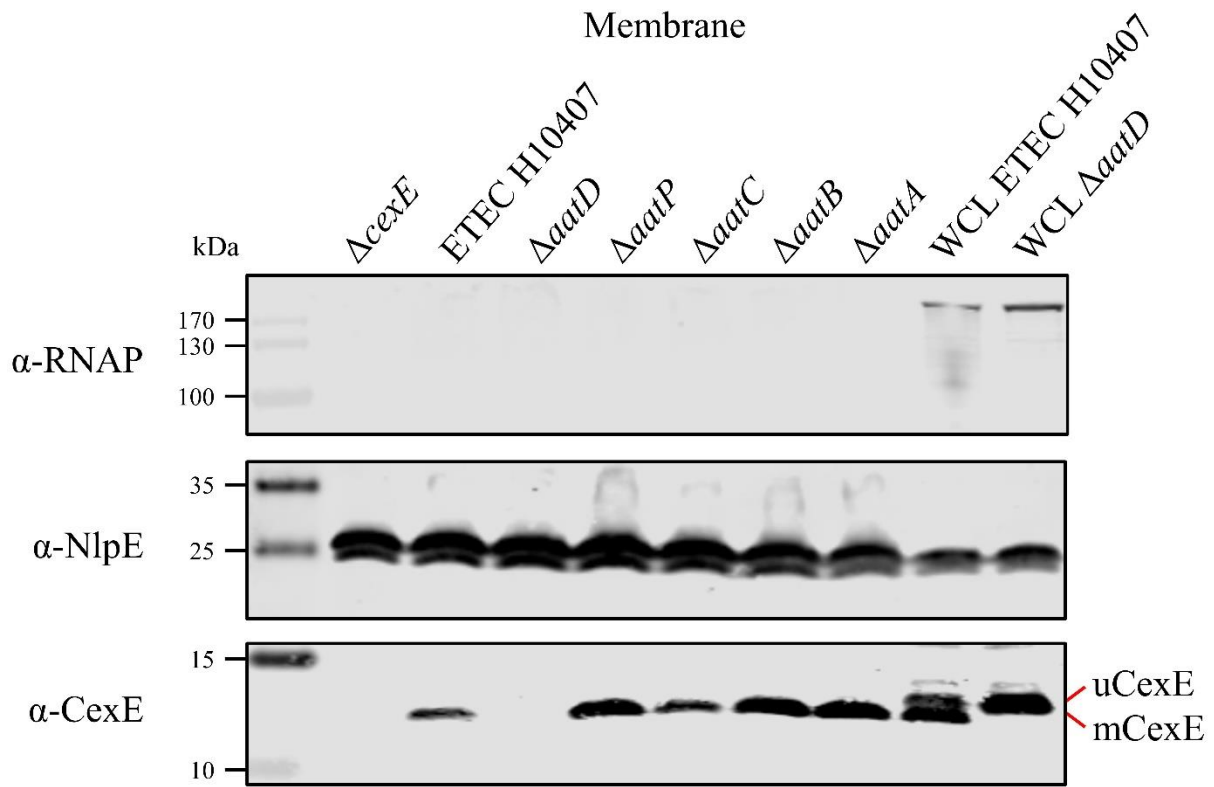 Membrane
ΔcexE
ETEC H10407
ΔaatD
ΔaatP
ΔaatC
ΔaatB
ΔaatA
WCL ETEC H10407
WCL ΔaatD
kDa
170
130
100
α-RNAP
35
25
α-NlpE
15
10
α-CexE
uCexE
mCexE